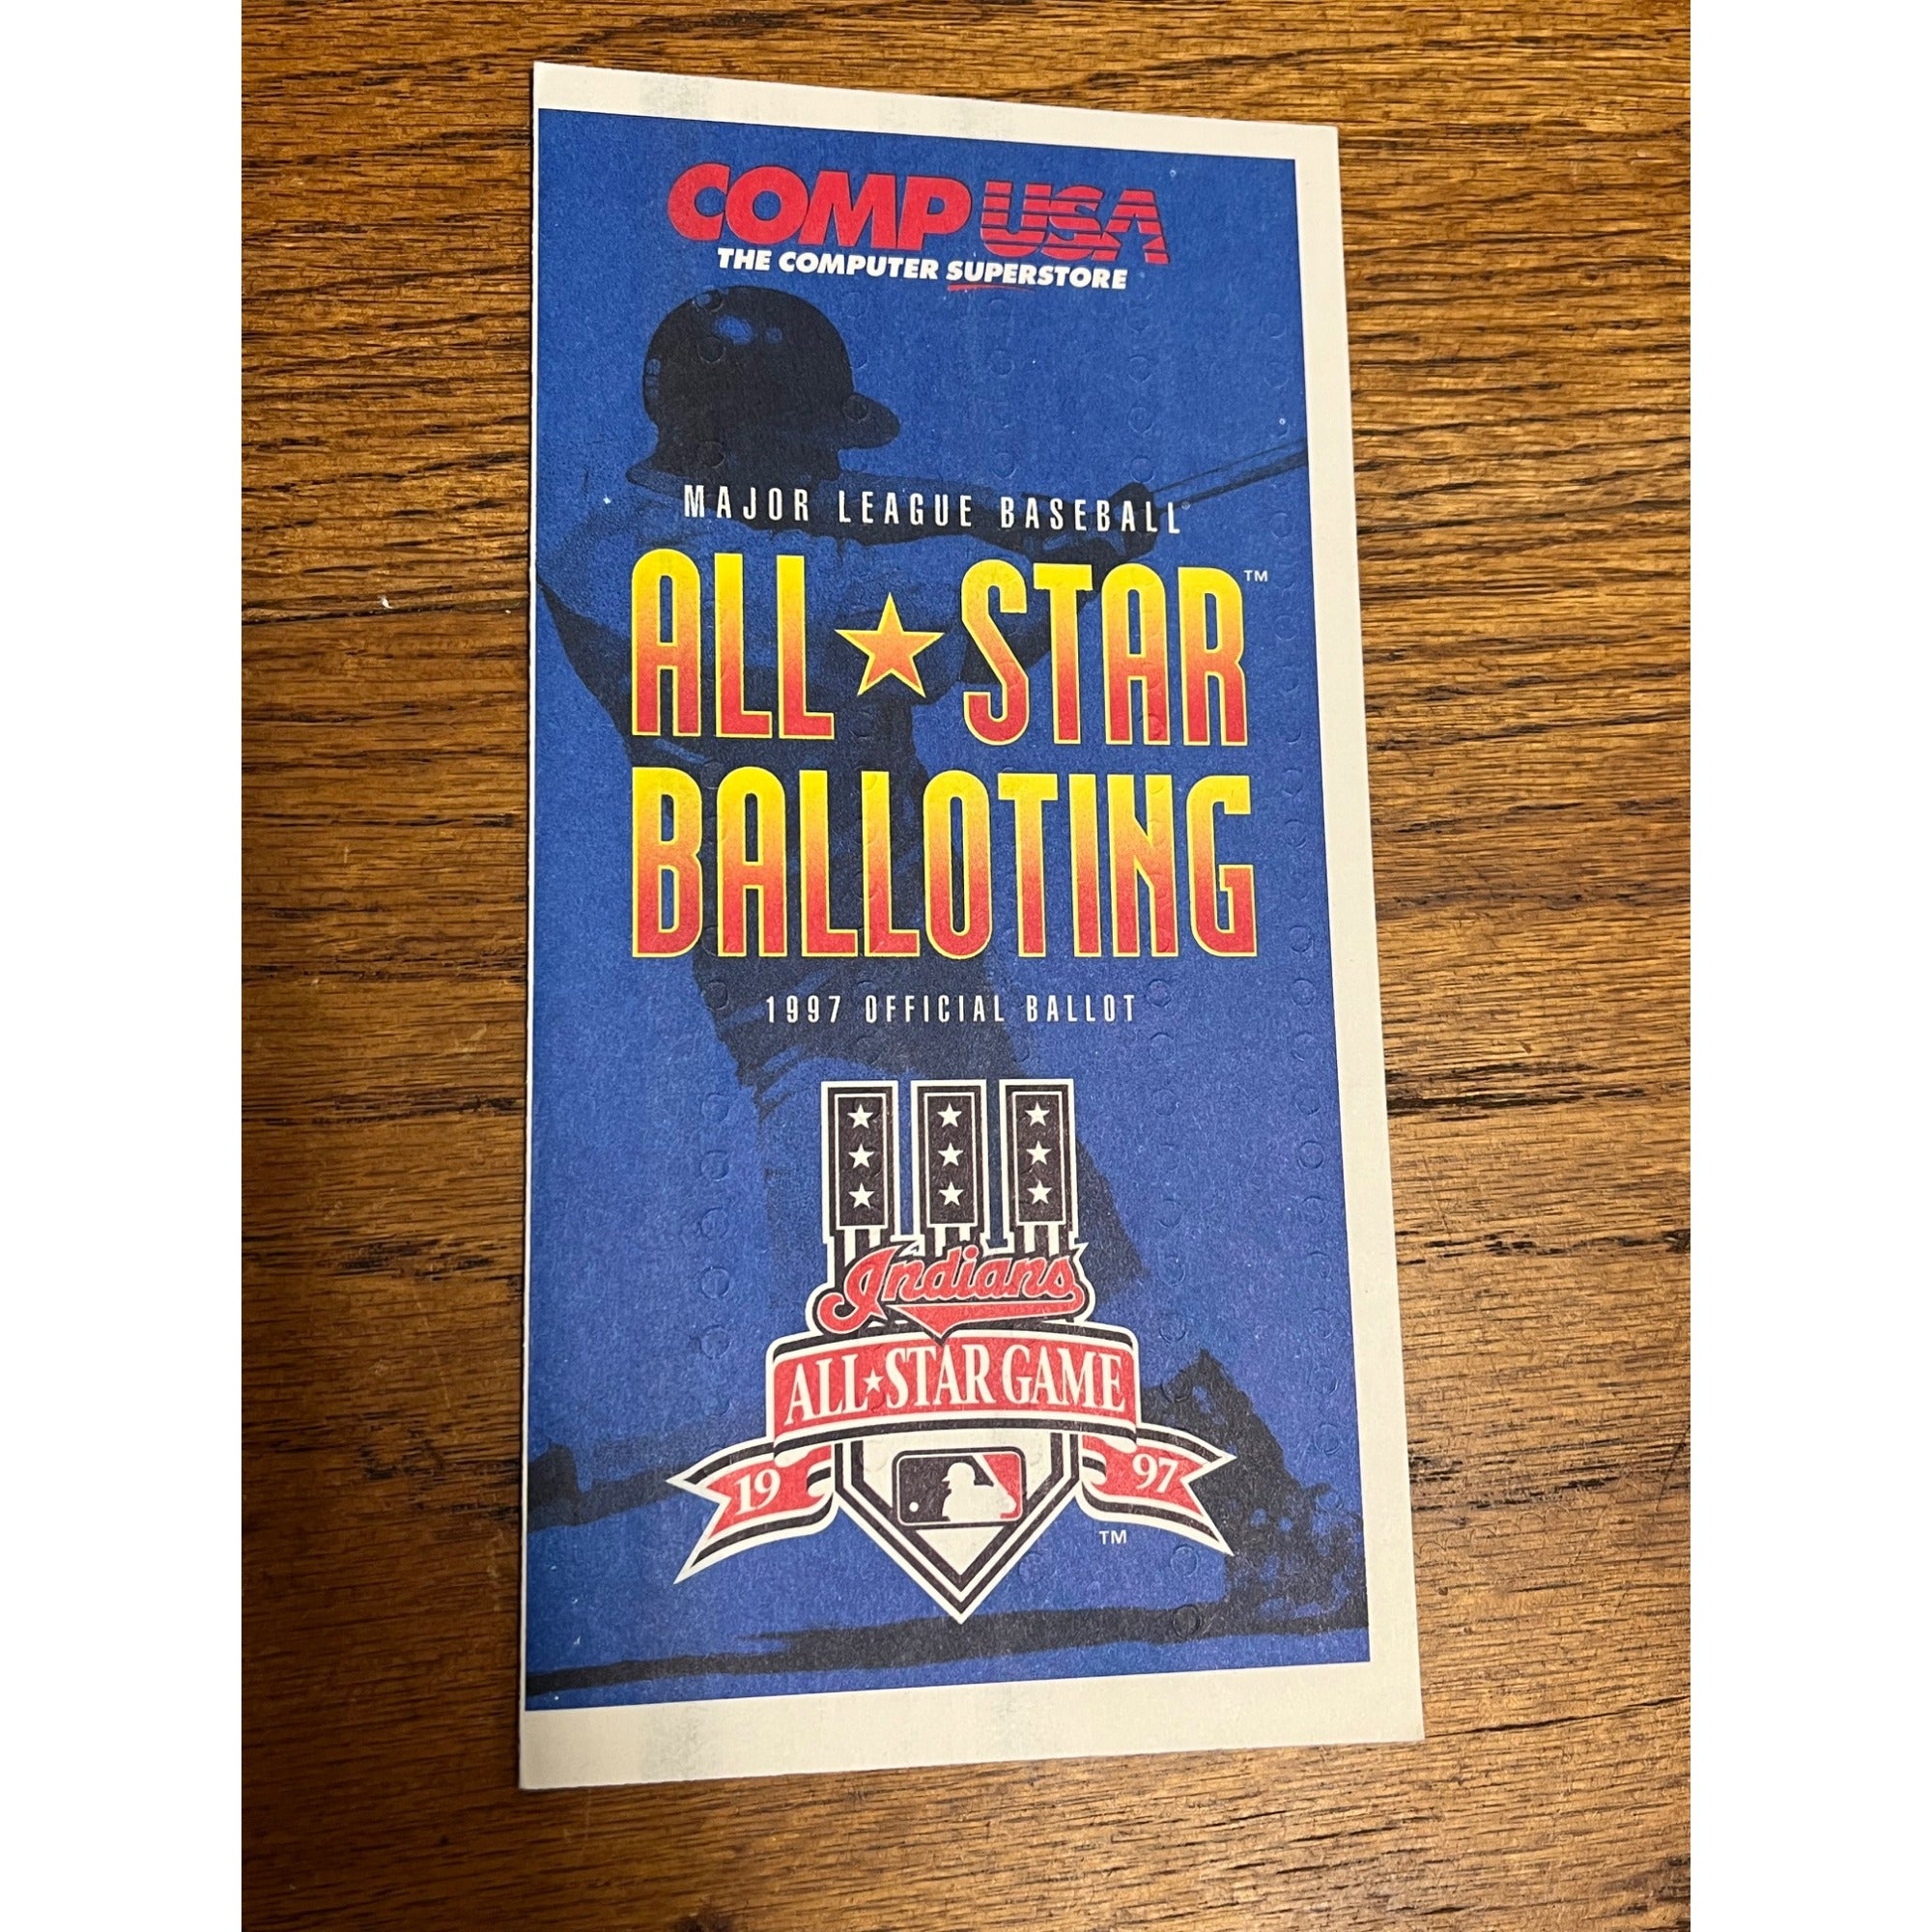 COMPUSA
THE COMPUTER SUPERSTORE
MAJOR LEAGUE BASEBALL®
ALL★STAR™
BALLOTING
1997 OFFICIAL BALLOT
Indians
ALL★STAR GAME
19 97
™